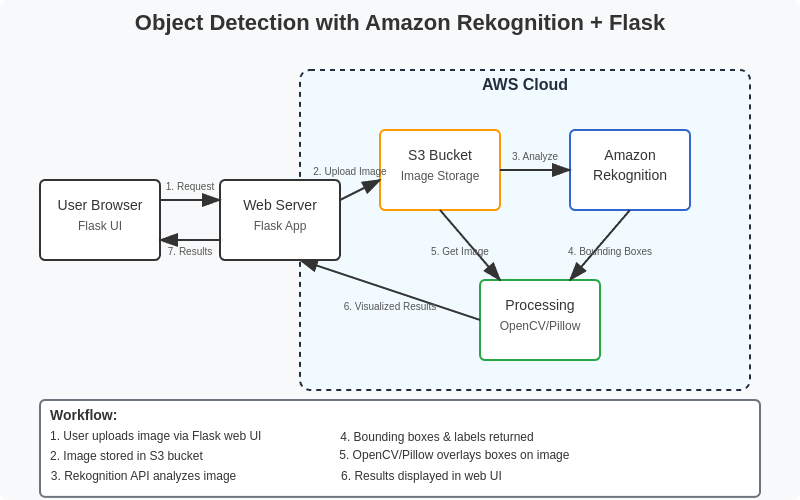 Object Detection with Amazon Rekognition + Flask
AWS Cloud
S3 Bucket
Image Storage
3. Analyze
Amazon
Rekognition
2. Upload Image
1. Request
User Browser
Flask UI
Web Server
Flask App
7. Results
5. Get Image
4. Bounding Boxes
6. Visualized Results
Processing
OpenCV/Pillow
Workflow:
1. User uploads image via Flask web UI
2. Image stored in S3 bucket
3. Rekognition API analyzes image
4. Bounding boxes & labels returned
5. OpenCV/Pillow overlays boxes on image
6. Results displayed in web UI